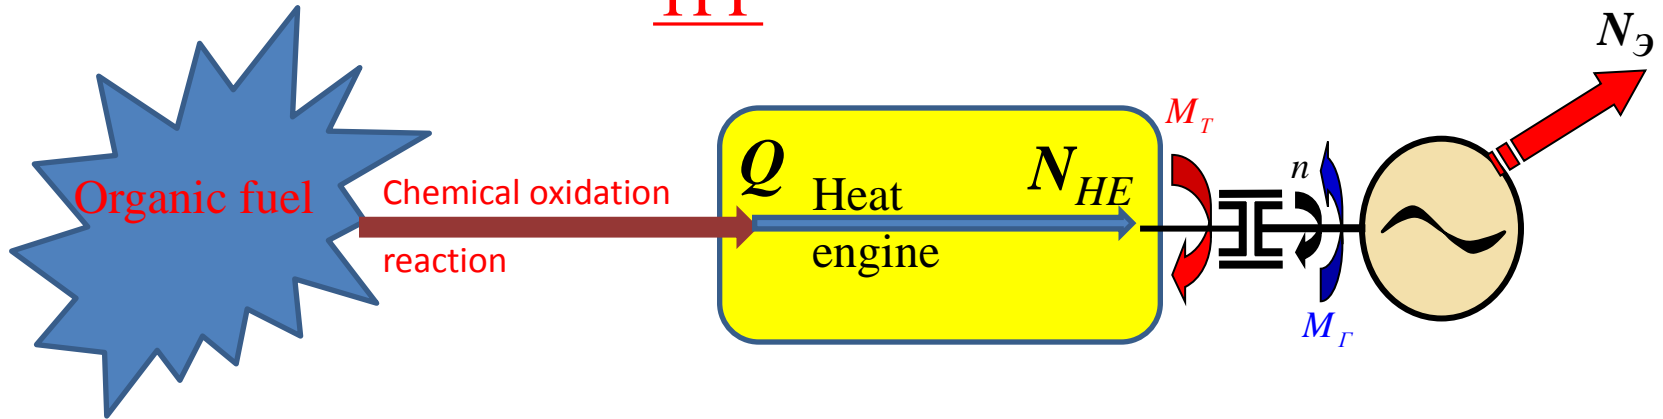 N_Э
M_T
Q
N_HE
n
Organic fuel
Chemical oxidation
Heat
engine
reaction
M_Г